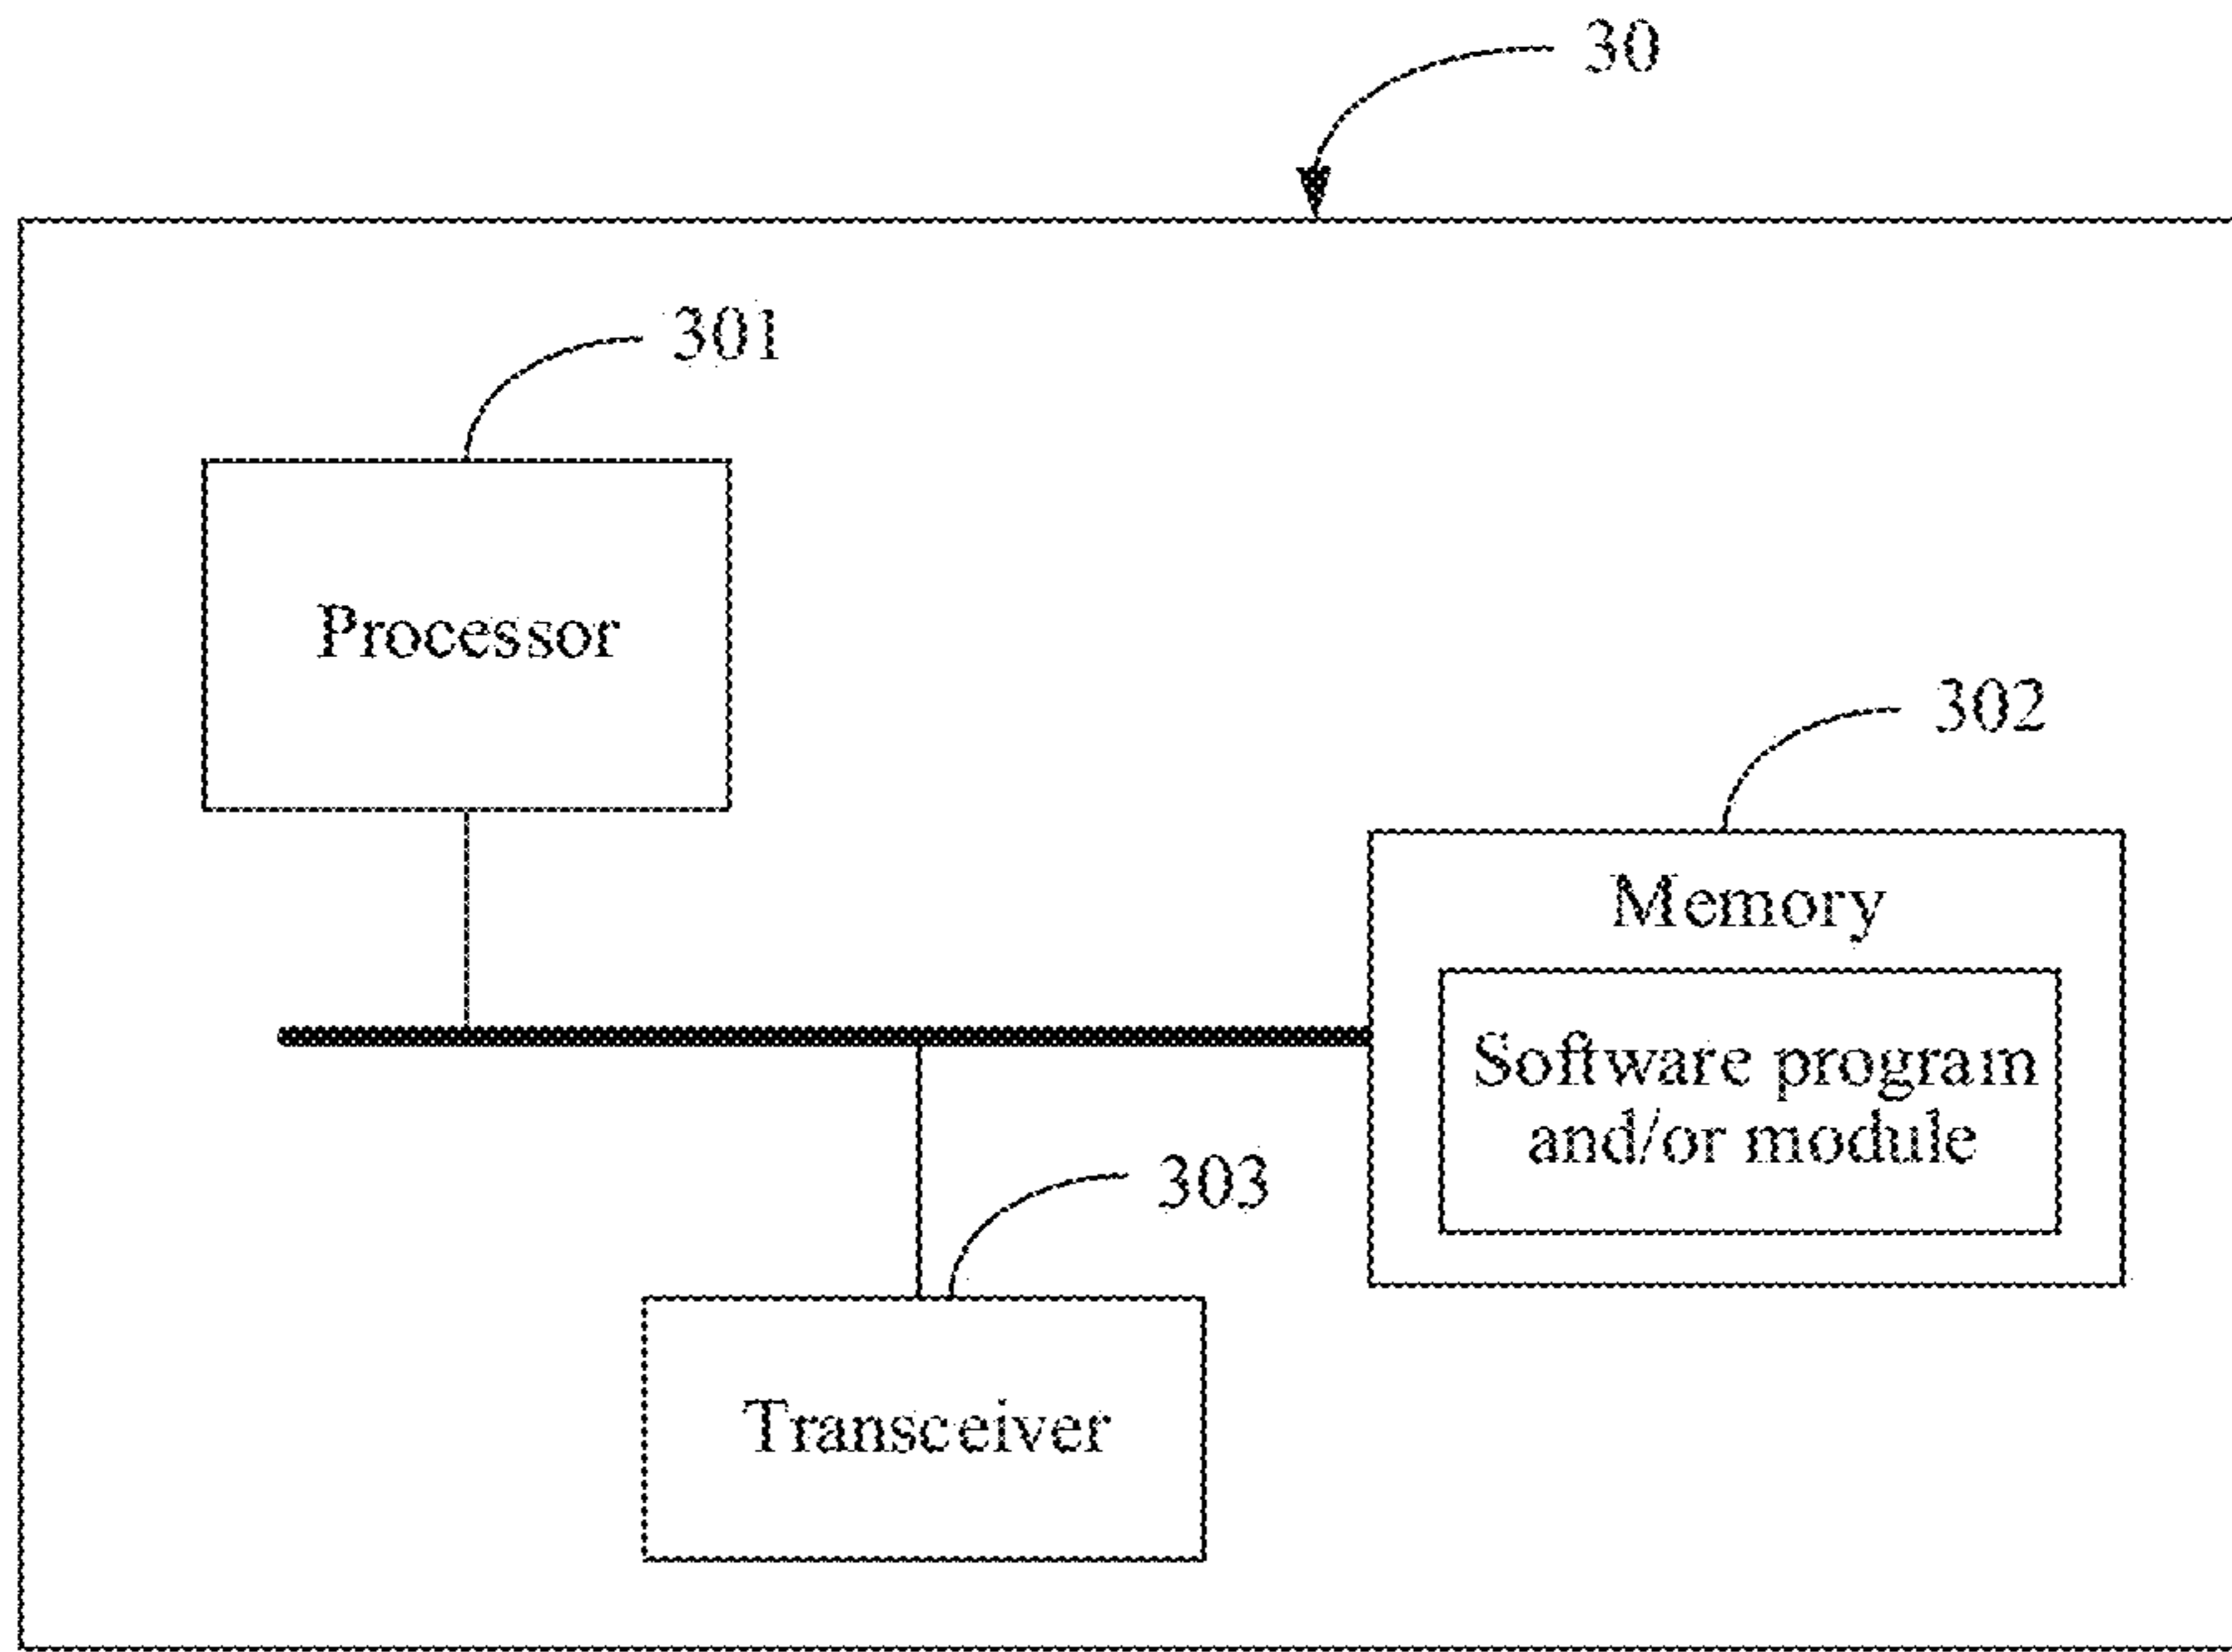 30
301
Processor
302
Memory
Software program
and/or module
303
Transceiver